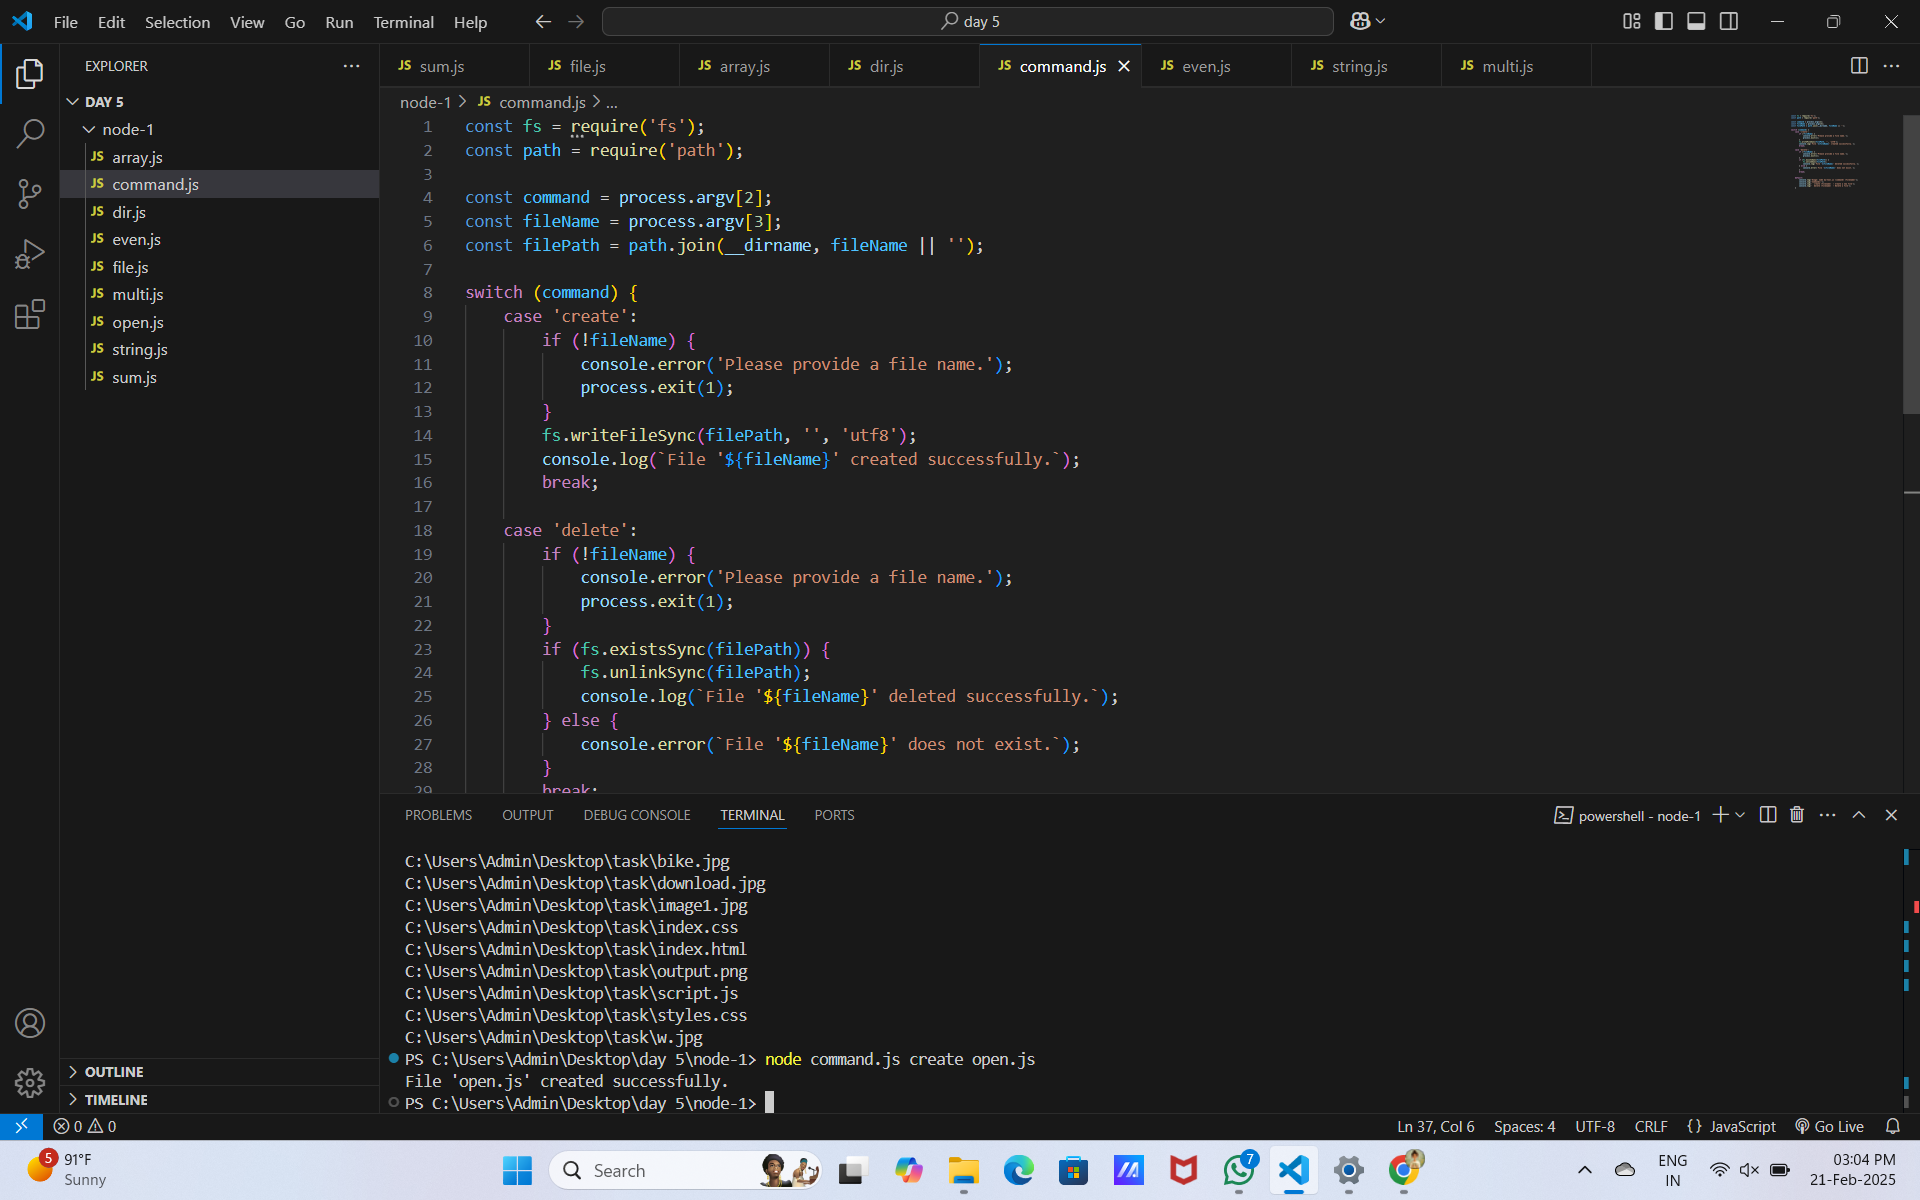 File Edit Selection View Go Run Terminal Help
day 5
EXPLORER
DAY 5
node-1
JS array.js
JS command.js
JS dir.js
JS even.js
JS file.js
JS multi.js
JS open.js
JS string.js
JS sum.js
OUTLINE
TIMELINE
JS sum.js JS file.js JS array.js JS dir.js JS command.js JS even.js JS string.js JS multi.js
node-1 > JS command.js > ...
1 const fs = require('fs');
2 const path = require('path');
3
4 const command = process.argv[2];
5 const fileName = process.argv[3];
6 const filePath = path.join(__dirname, fileName || '');
7
8 switch (command) {
9 case 'create':
10 if (!fileName) {
11 console.error('Please provide a file name.');
12 process.exit(1);
13 }
14 fs.writeFileSync(filePath, '', 'utf8');
15 console.log(`File '${fileName}' created successfully.`);
16 break;
17
18 case 'delete':
19 if (!fileName) {
20 console.error('Please provide a file name.');
21 process.exit(1);
22 }
23 if (fs.existsSync(filePath)) {
24 fs.unlinkSync(filePath);
25 console.log(`File '${fileName}' deleted successfully.`);
26 } else {
27 console.error(`File '${fileName}' does not exist.`);
28 }
29 break;
PROBLEMS OUTPUT DEBUG CONSOLE TERMINAL PORTS
powershell - node-1
C:\Users\Admin\Desktop\task\bike.jpg
C:\Users\Admin\Desktop\task\download.jpg
C:\Users\Admin\Desktop\task\image1.jpg
C:\Users\Admin\Desktop\task\index.css
C:\Users\Admin\Desktop\task\index.html
C:\Users\Admin\Desktop\task\output.png
C:\Users\Admin\Desktop\task\script.js
C:\Users\Admin\Desktop\task\styles.css
C:\Users\Admin\Desktop\task\w.jpg
PS C:\Users\Admin\Desktop\day 5\node-1> node command.js create open.js
File 'open.js' created successfully.
PS C:\Users\Admin\Desktop\day 5\node-1>
0 0
Ln 37, Col 6 Spaces: 4 UTF-8 CRLF {} JavaScript Go Live
5
91°F
Sunny
Search
7
ENG
IN
03:04 PM
21-Feb-2025